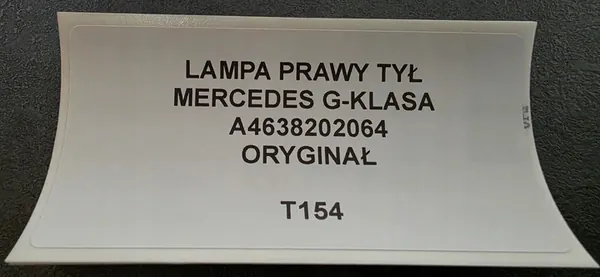 LAMPA PRAWY TYŁ
MERCEDES G-KLASA
A4638202064
ORYGINAŁ
T154